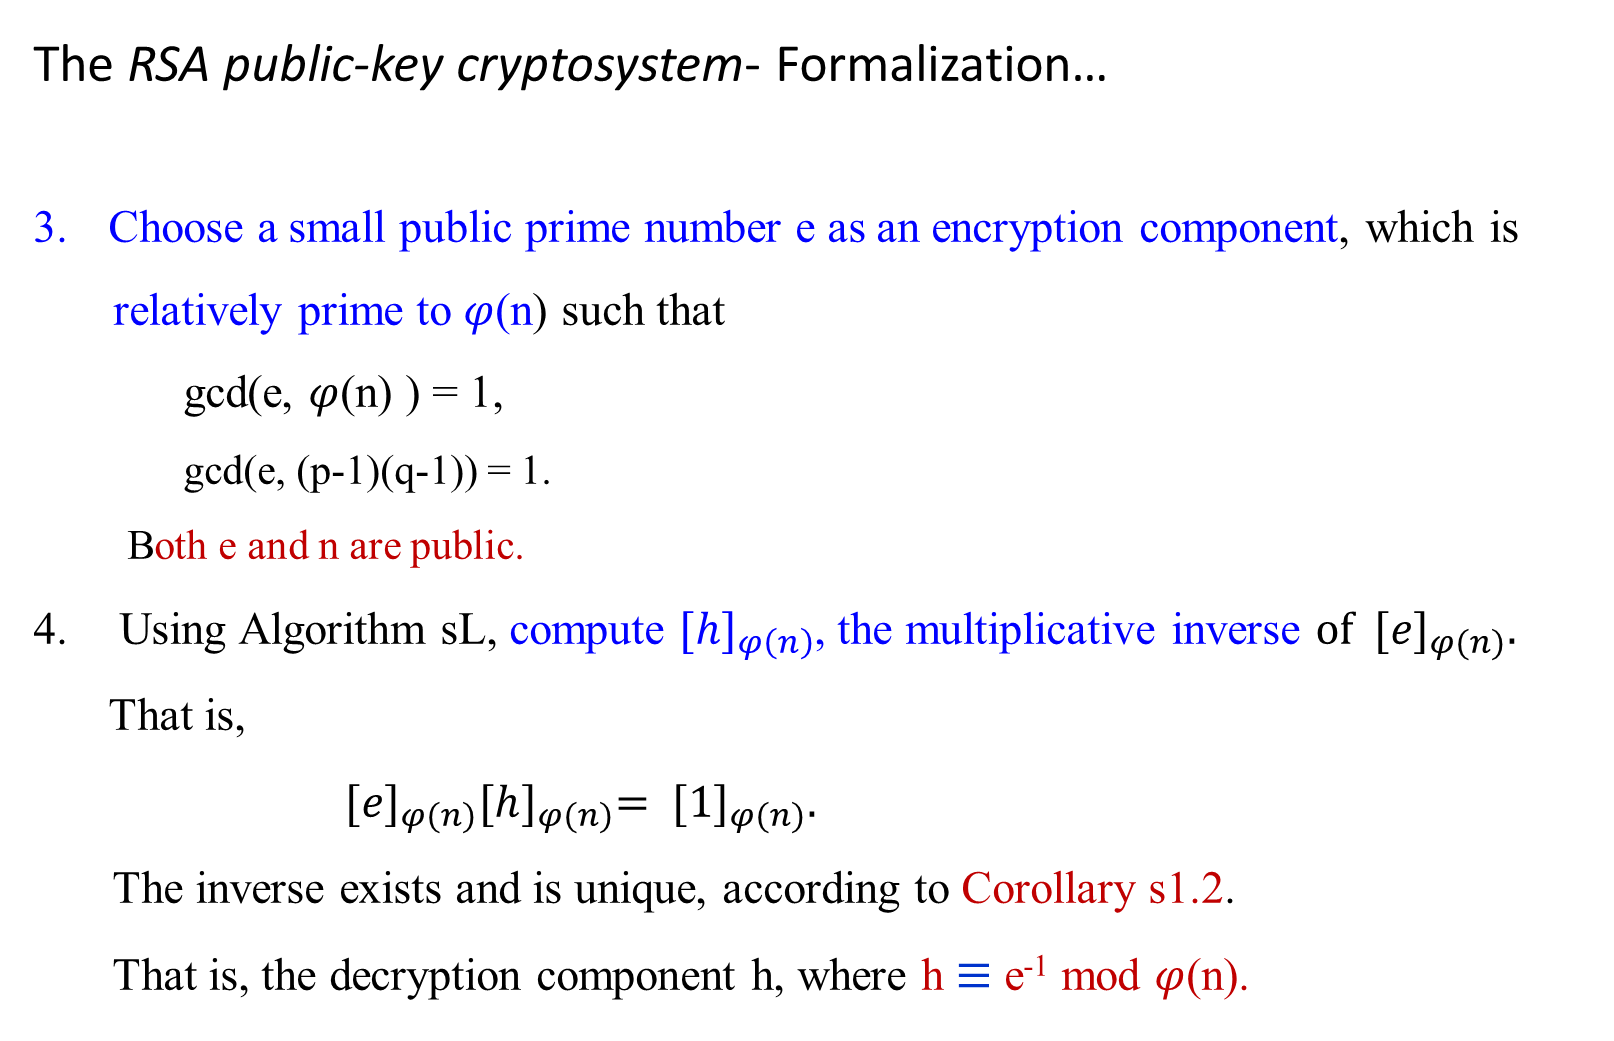 The RSA public-key cryptosystem- Formalization…
3. Choose a small public prime number e as an encryption component, which is
relatively prime to φ(n) such that
gcd(e, φ(n) ) = 1,
gcd(e, (p-1)(q-1)) = 1.
Both e and n are public.
4. Using Algorithm sL, compute [h]φ(n), the multiplicative inverse of [e]φ(n).
That is,
[e]φ(n)[h]φ(n)= [1]φ(n).
The inverse exists and is unique, according to Corollary s1.2.
That is, the decryption component h, where h ≡ e-1 mod φ(n).